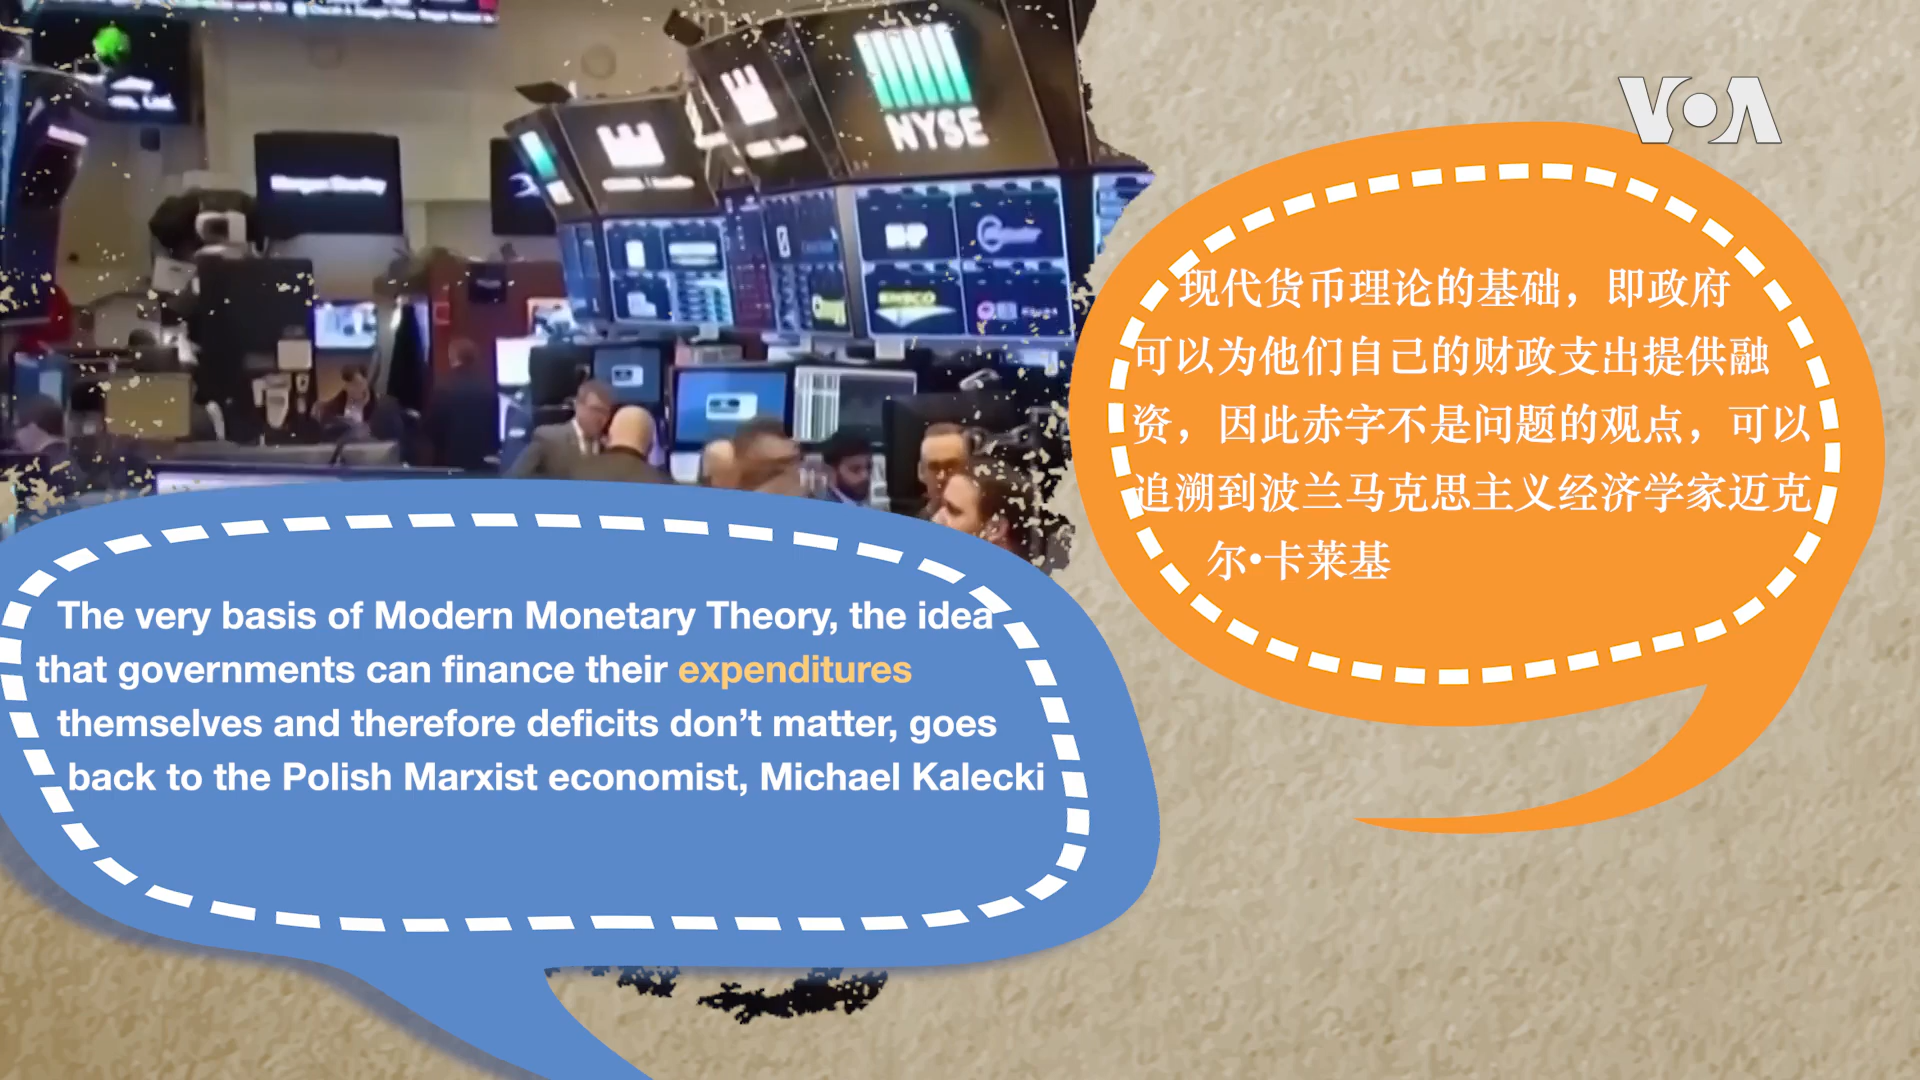 VOA
NYSE
Morgan Stanley
BHP
ENSCO
现代货币理论的基础，即政府
可以为他们自己的财政支出提供融
资，因此赤字不是问题的观点，可以
追溯到波兰马克思主义经济学家迈克
尔•卡莱基
The very basis of Modern Monetary Theory, the idea
that governments can finance their expenditures
themselves and therefore deficits don’t matter, goes
back to the Polish Marxist economist, Michael Kalecki